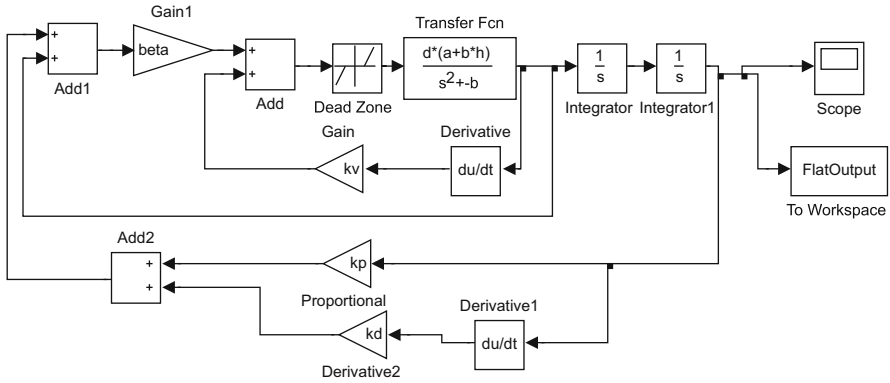 Gain1
+
+
Add1
beta
+
+
Add
Dead Zone
Transfer Fcn
d*(a+b*h)
s2+-b
1
s
Integrator
1
s
Integrator1
Scope
Gain
kv
Derivative
du/dt
FlatOutput
To Workspace
Add2
+
+
kp
Proportional
kd
Derivative2
Derivative1
du/dt